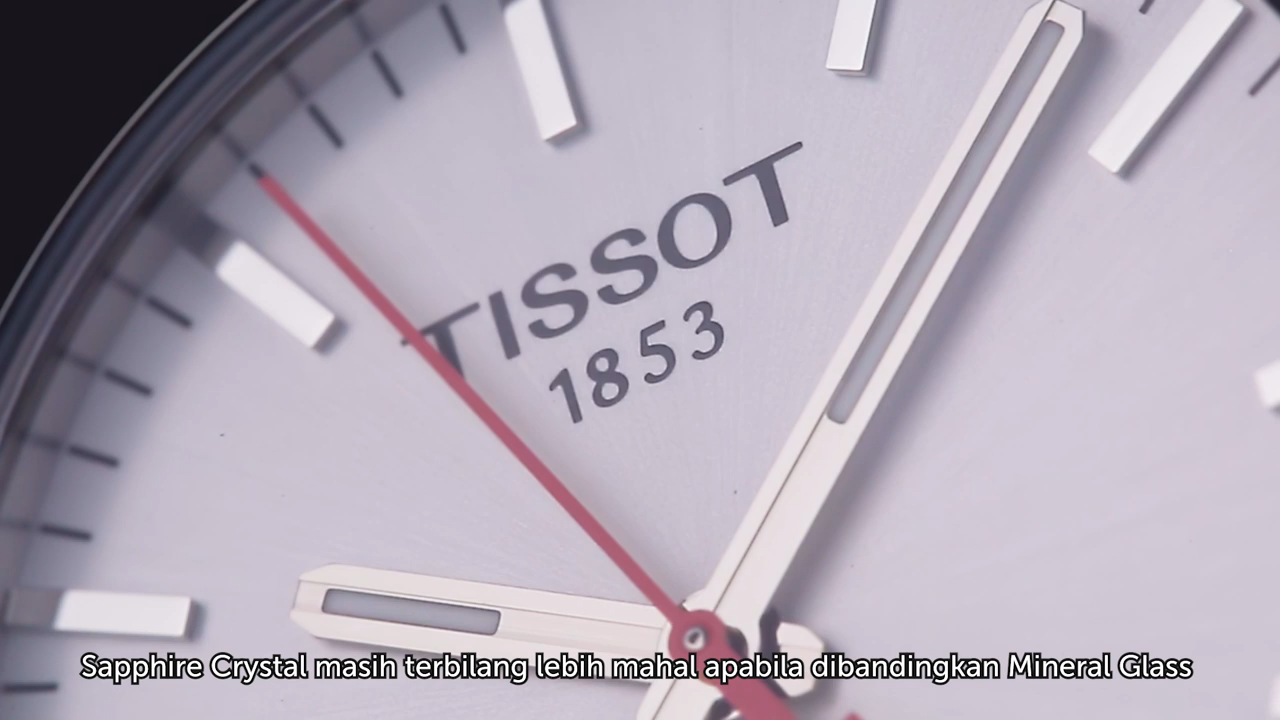 TISSOT
1853
Sapphire Crystal masih terbilang lebih mahal apabila dibandingkan Mineral Glass